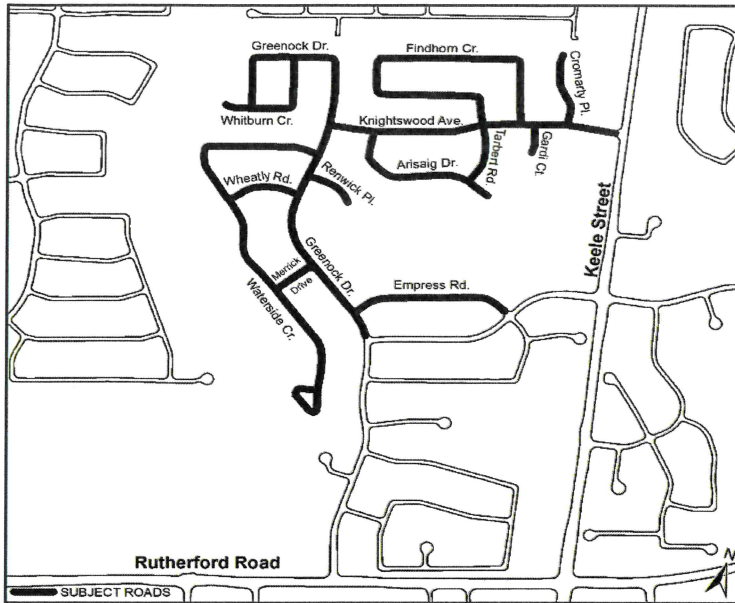 Greenock Dr.
Findhorn Cr.
Cromarty Pl.
Whitburn Cr.
Knightswood Ave.
Tarbert Rd.
Gardi Ct.
Arisaig Dr.
Wheatly Rd.
Renwick Pl.
Keele Street
Greenock Dr.
Merrick
Drive
Empress Rd.
Waterside Cr.
Rutherford Road
N
SUBJECT ROADS